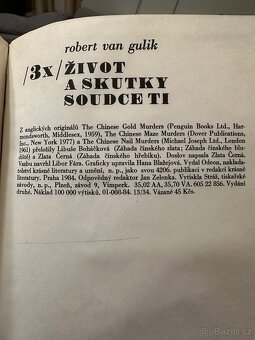 robert van gulik
/3x/ ŽIVOT
A SKUTKY
SOUDCE TI
Z anglických originálů The Chinese Gold Murders (Penguin Books Ltd., Har-
mondsworth, Middlesex, 1959), The Chinese Maze Murders (Dover Publications,
Inc., New York 1977) a The Chinese Nail Murders (Michael Joseph Ltd., London
1961) přeložily Libuše Boháčková (Záhada čínského zlata; Záhada čínského blu-
diště) a Zlata Černá (Záhada čínského hřebíku). Doslov napsala Zlata Černá.
Vazbu navrhl Libor Fára. Graficky upravila Hana Blažejová. Vydal Odeon, nakla-
datelství krásné literatury a umění, n. p., jako svou 4206. publikaci v redakci krásné
literatury. Praha 1984. Odpovědný redaktor Jan Zelenka. Vytiskla Stráž, tiskařské
závody, n. p., Plzeň, závod 9, Vimperk. 35,02 AA, 35,70 VA. 605 22 856. Vydání
druhé. Náklad 100 000 výtisků. 01-008-84. 13/34. Vázané 45 Kčs.